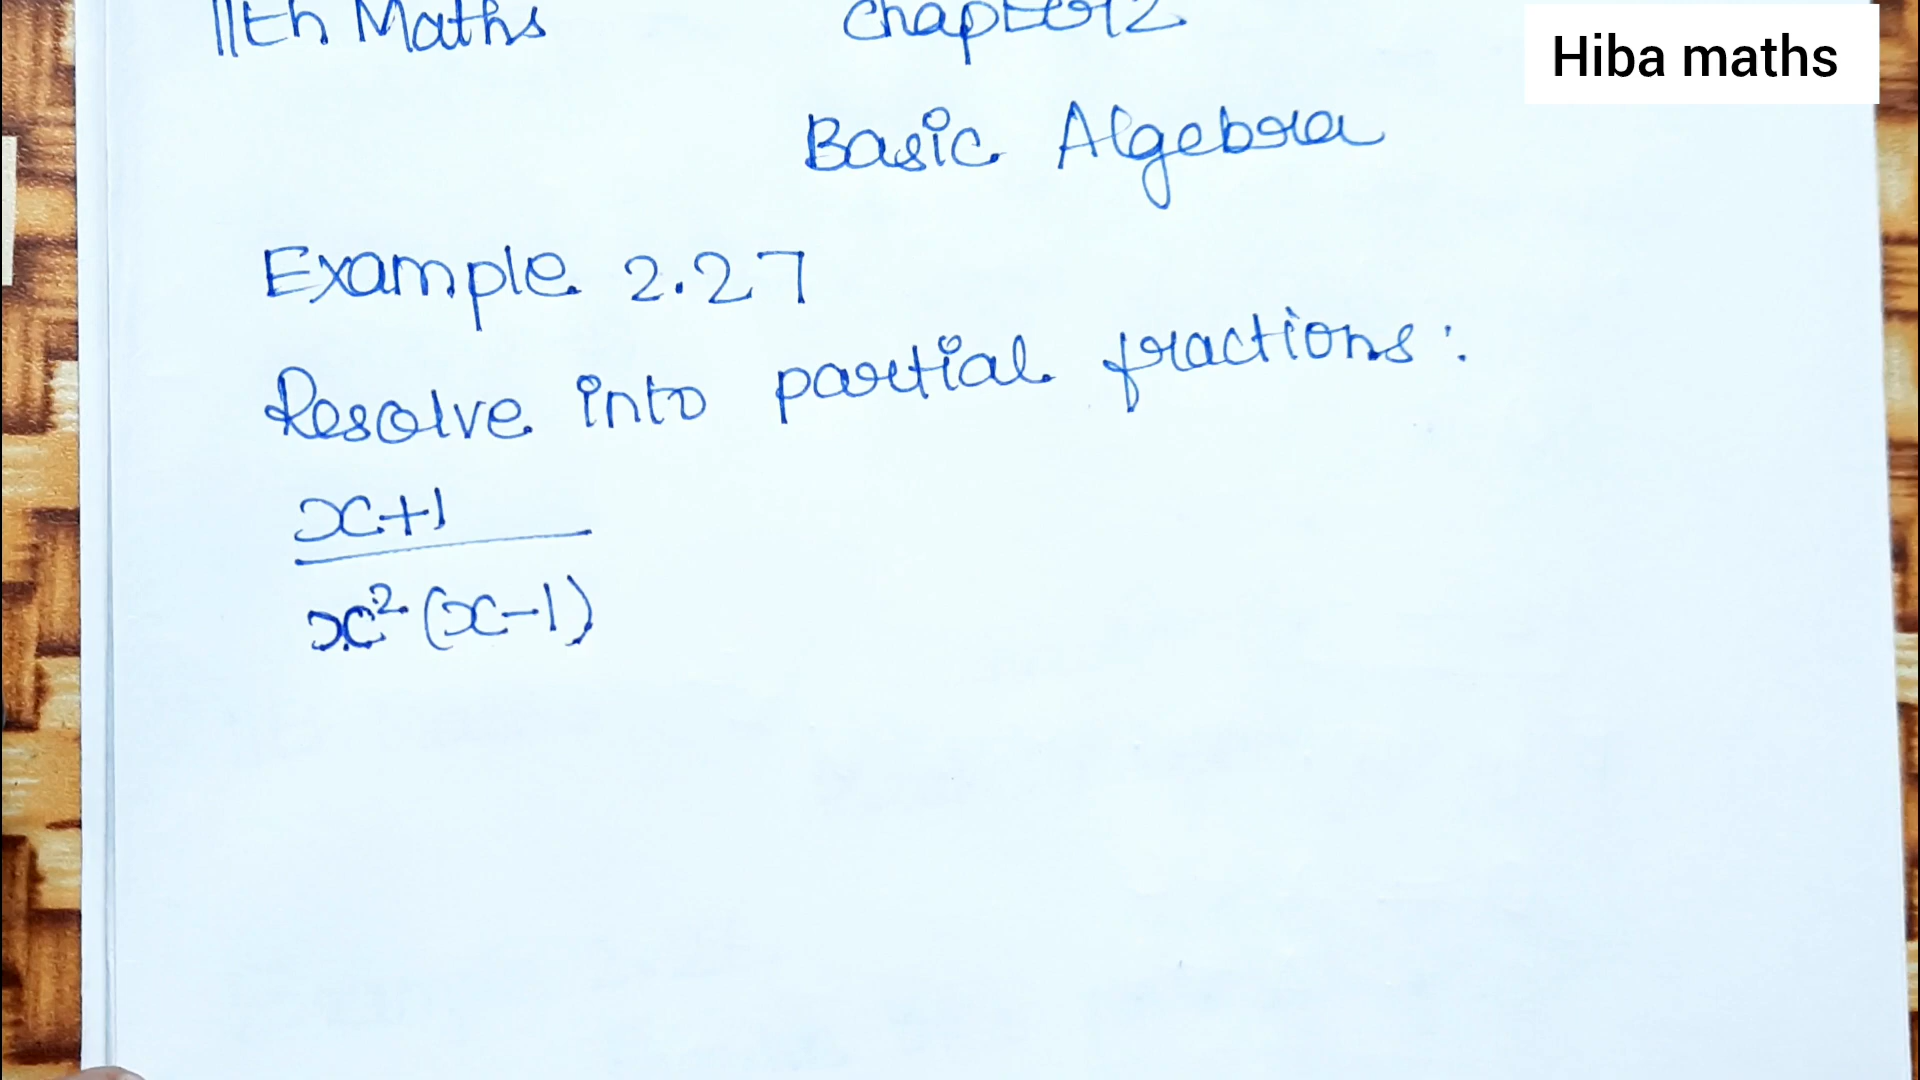 11th Maths Chapter 2
Hiba maths
Basic Algebra
Example 2.27
Resolve into partial fractions:
x+1
x²(x-1)